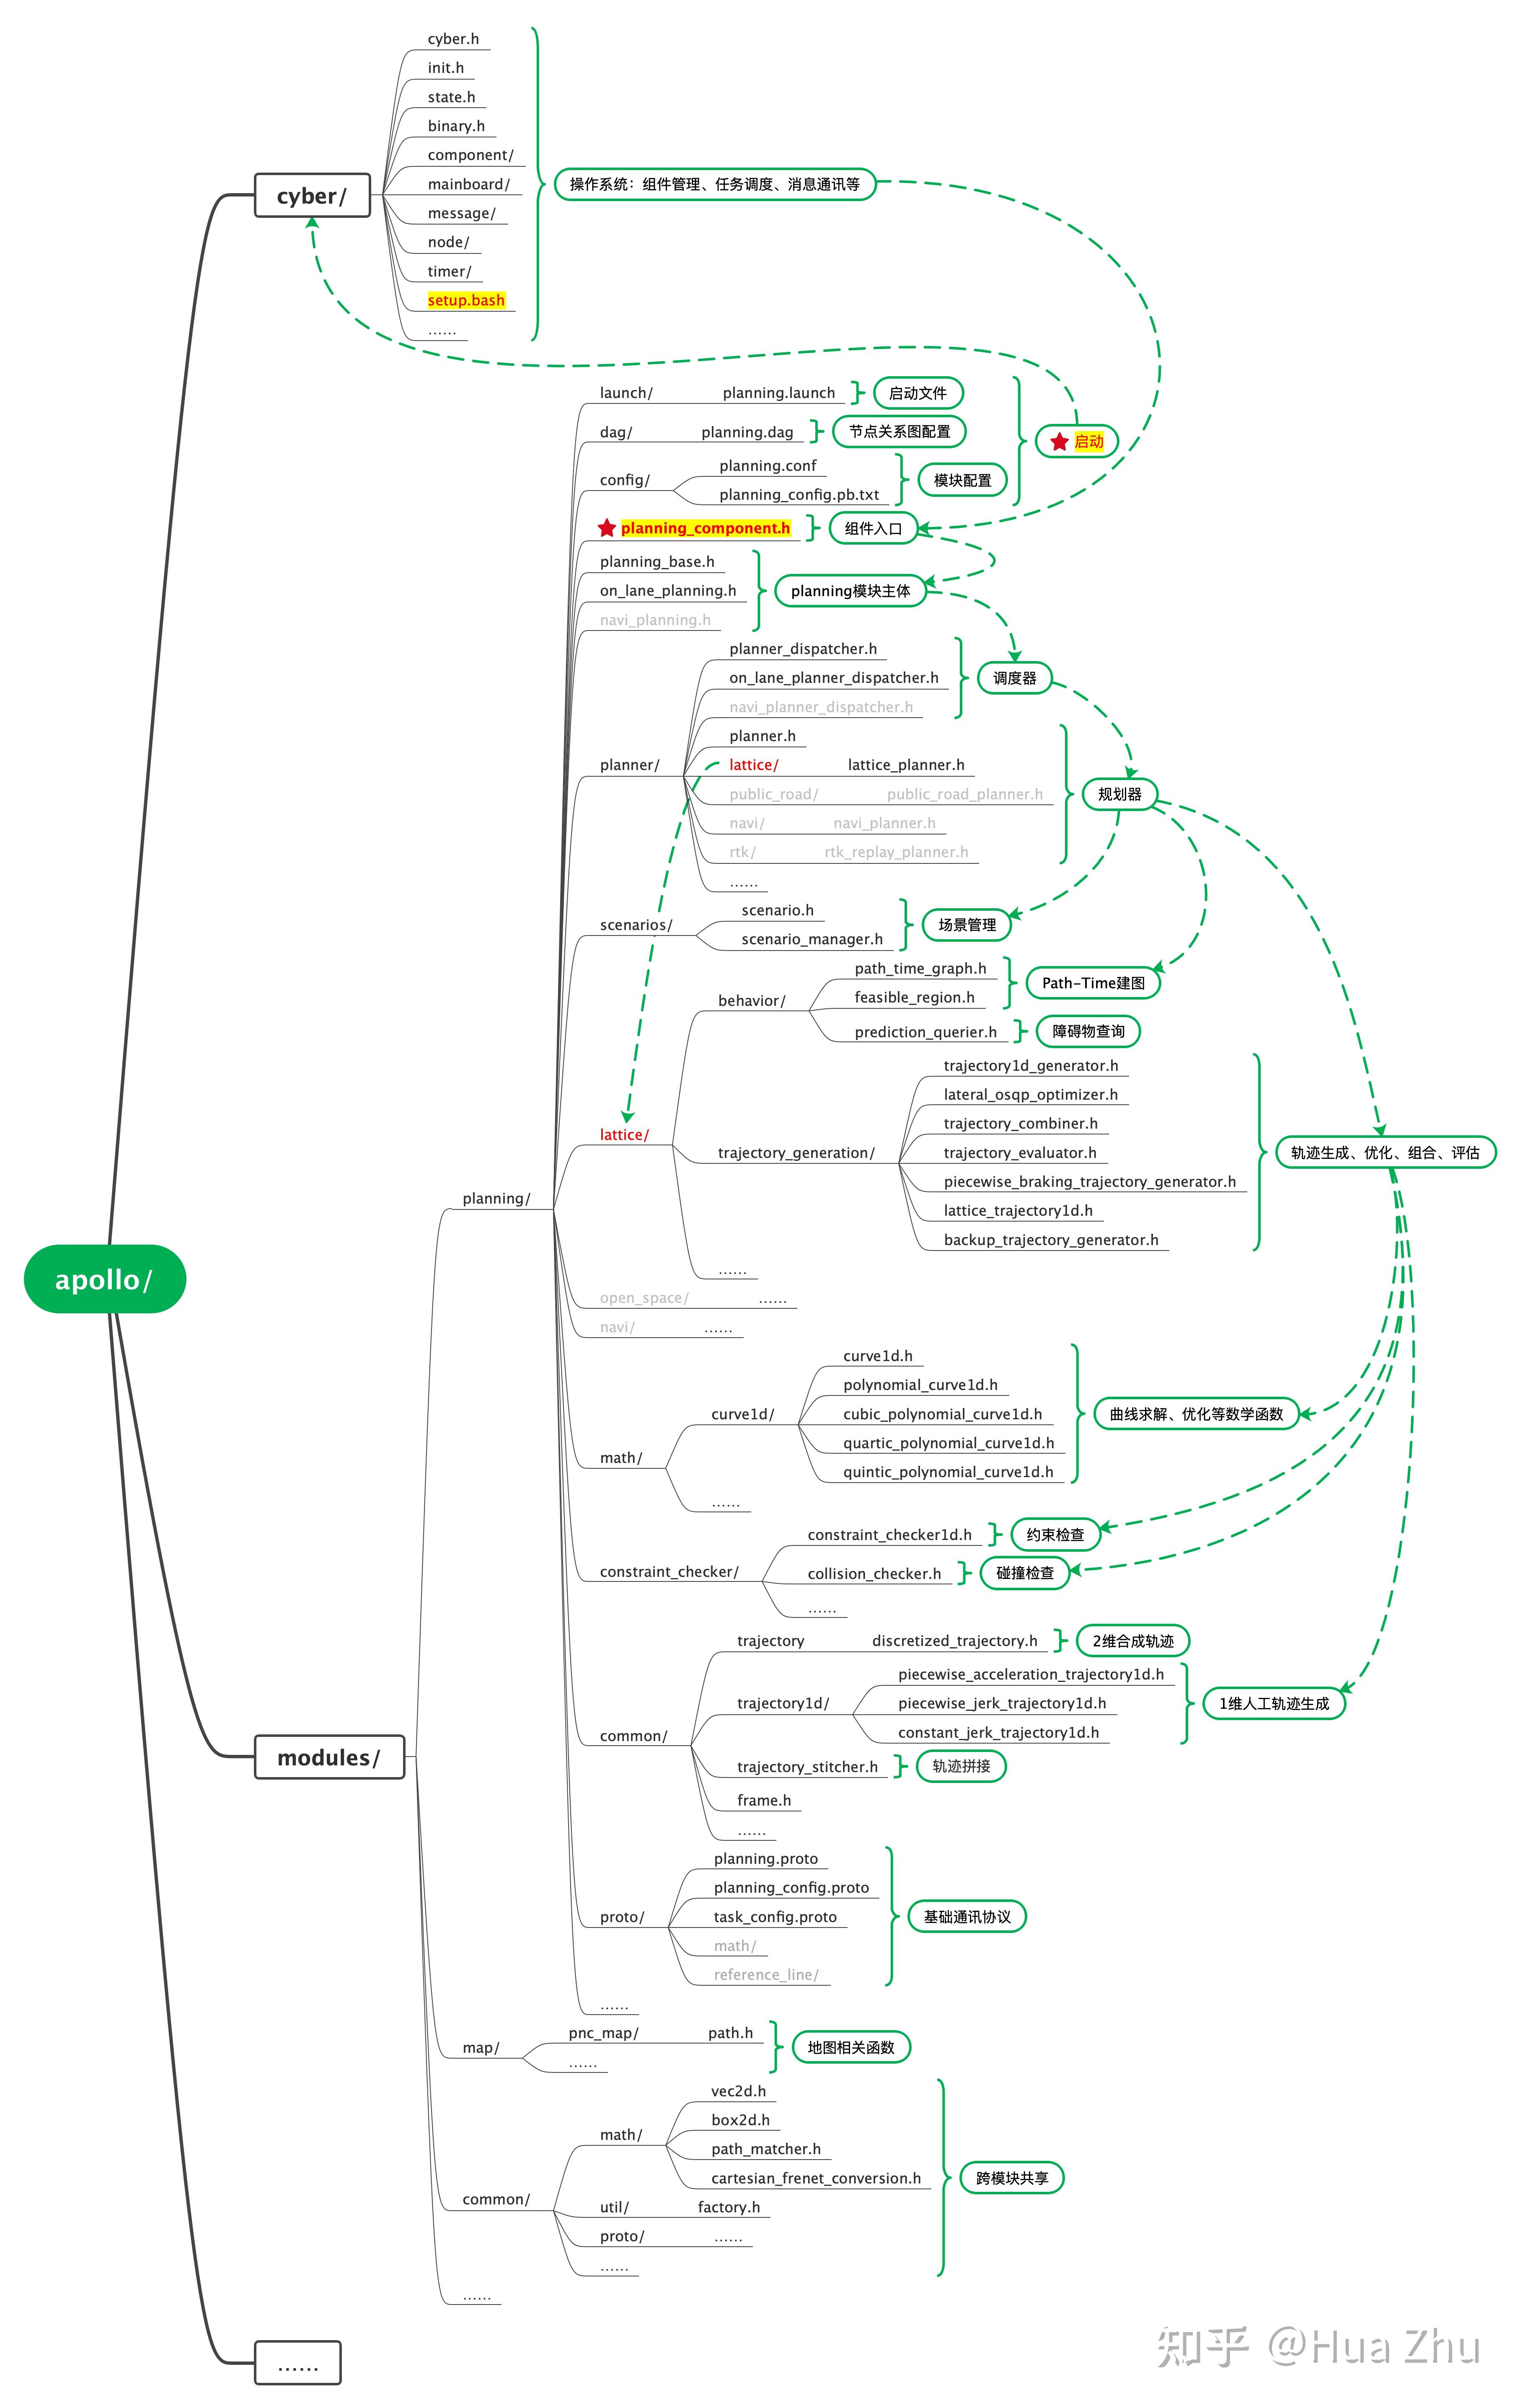 apollo/
cyber/
cyber.h
init.h
state.h
binary.h
component/
mainboard/
message/
node/
timer/
setup.bash
……
操作系统：组件管理、任务调度、消息通讯等
modules/
planning/
launch/
planning.launch
启动文件
dag/
planning.dag
节点关系图配置
config/
planning.conf
planning_config.pb.txt
模块配置
启动
planning_component.h
组件入口
planning_base.h
on_lane_planning.h
navi_planning.h
planning模块主体
planner/
planner_dispatcher.h
on_lane_planner_dispatcher.h
navi_planner_dispatcher.h
调度器
planner.h
lattice/
lattice_planner.h
public_road/
public_road_planner.h
navi/
navi_planner.h
rtk/
rtk_replay_planner.h
……
规划器
scenarios/
scenario.h
scenario_manager.h
场景管理
lattice/
behavior/
path_time_graph.h
feasible_region.h
Path-Time建图
prediction_querier.h
障碍物查询
trajectory_generation/
trajectory1d_generator.h
lateral_osqp_optimizer.h
trajectory_combiner.h
trajectory_evaluator.h
piecewise_braking_trajectory_generator.h
lattice_trajectory1d.h
backup_trajectory_generator.h
轨迹生成、优化、组合、评估
……
open_space/
……
navi/
……
math/
curve1d/
curve1d.h
polynomial_curve1d.h
cubic_polynomial_curve1d.h
quartic_polynomial_curve1d.h
quintic_polynomial_curve1d.h
曲线求解、优化等数学函数
……
constraint_checker/
constraint_checker1d.h
约束检查
collision_checker.h
碰撞检查
……
common/
trajectory
discretized_trajectory.h
2维合成轨迹
trajectory1d/
piecewise_acceleration_trajectory1d.h
piecewise_jerk_trajectory1d.h
constant_jerk_trajectory1d.h
1维人工轨迹生成
trajectory_stitcher.h
轨迹拼接
frame.h
……
proto/
planning.proto
planning_config.proto
task_config.proto
math/
reference_line/
基础通讯协议
……
map/
pnc_map/
path.h
……
地图相关函数
common/
math/
vec2d.h
box2d.h
path_matcher.h
cartesian_frenet_conversion.h
util/
factory.h
proto/
……
……
跨模块共享
……
……
知乎 @Hua Zhu